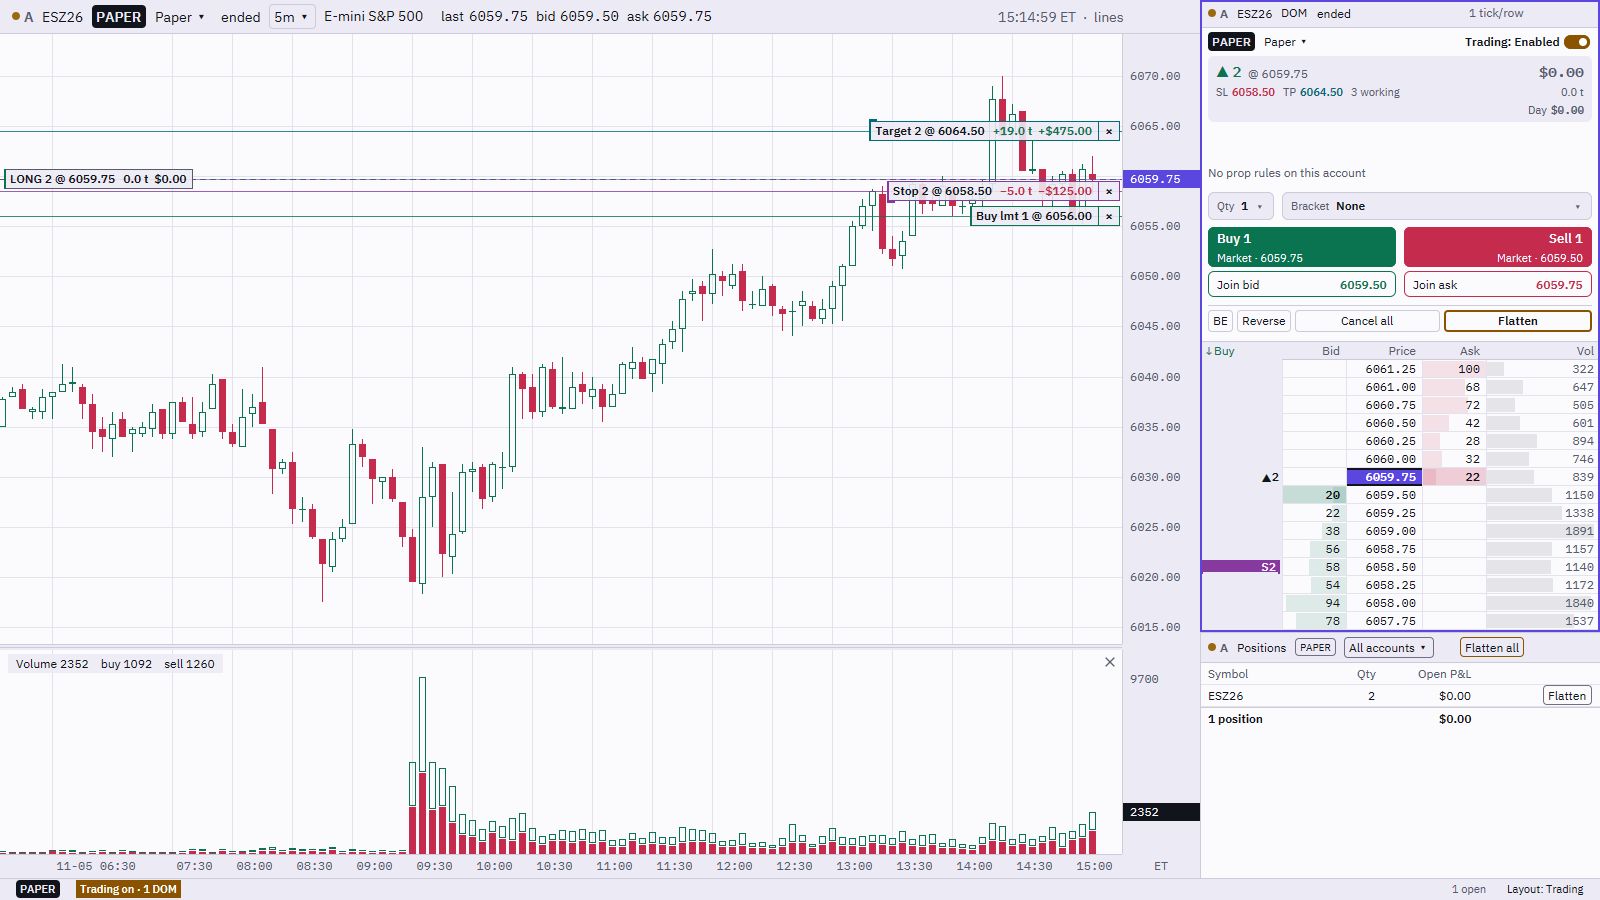 A ESZ26 PAPER Paper ▾ ended 5m ▾ E-mini S&P 500 last 6059.75 bid 6059.50 ask 6059.75 15:14:59 ET · lines
6070.00
6065.00
6059.75
6055.00
6050.00
6045.00
6040.00
6035.00
6030.00
6025.00
6020.00
6015.00
Target 2 @ 6064.50 +19.0 t +$475.00 ×
LONG 2 @ 6059.75 0.0 t $0.00
Stop 2 @ 6058.50 −5.0 t −$125.00 ×
Buy lmt 1 @ 6056.00 ×
Volume 2352 buy 1092 sell 1260
9700
2352
11-05 06:30 07:30 08:00 08:30 09:00 09:30 10:00 10:30 11:00 11:30 12:00 12:30 13:00 13:30 14:00 14:30 15:00 ET
A ESZ26 DOM ended 1 tick/row
PAPER Paper ▾ Trading: Enabled
▲ 2 @ 6059.75 $0.00
SL 6058.50 TP 6064.50 3 working 0.0 t
Day $0.00
No prop rules on this account
Qty 1 ▾ Bracket None ▾
Buy 1 Sell 1
Market · 6059.75 Market · 6059.50
Join bid 6059.50 Join ask 6059.75
BE Reverse Cancel all Flatten
↓Buy Bid Price Ask Vol
6061.25 100 322
6061.00 68 647
6060.75 72 505
6060.50 42 601
6060.25 28 894
6060.00 32 746
▲2 6059.75 22 839
20 6059.50 1150
22 6059.25 1338
38 6059.00 1891
56 6058.75 1157
S2 58 6058.50 1140
54 6058.25 1172
94 6058.00 1840
78 6057.75 1537
A Positions PAPER All accounts ▾ Flatten all
Symbol Qty Open P&L
ESZ26 2 $0.00 Flatten
1 position $0.00
PAPER Trading on · 1 DOM 1 open Layout: Trading